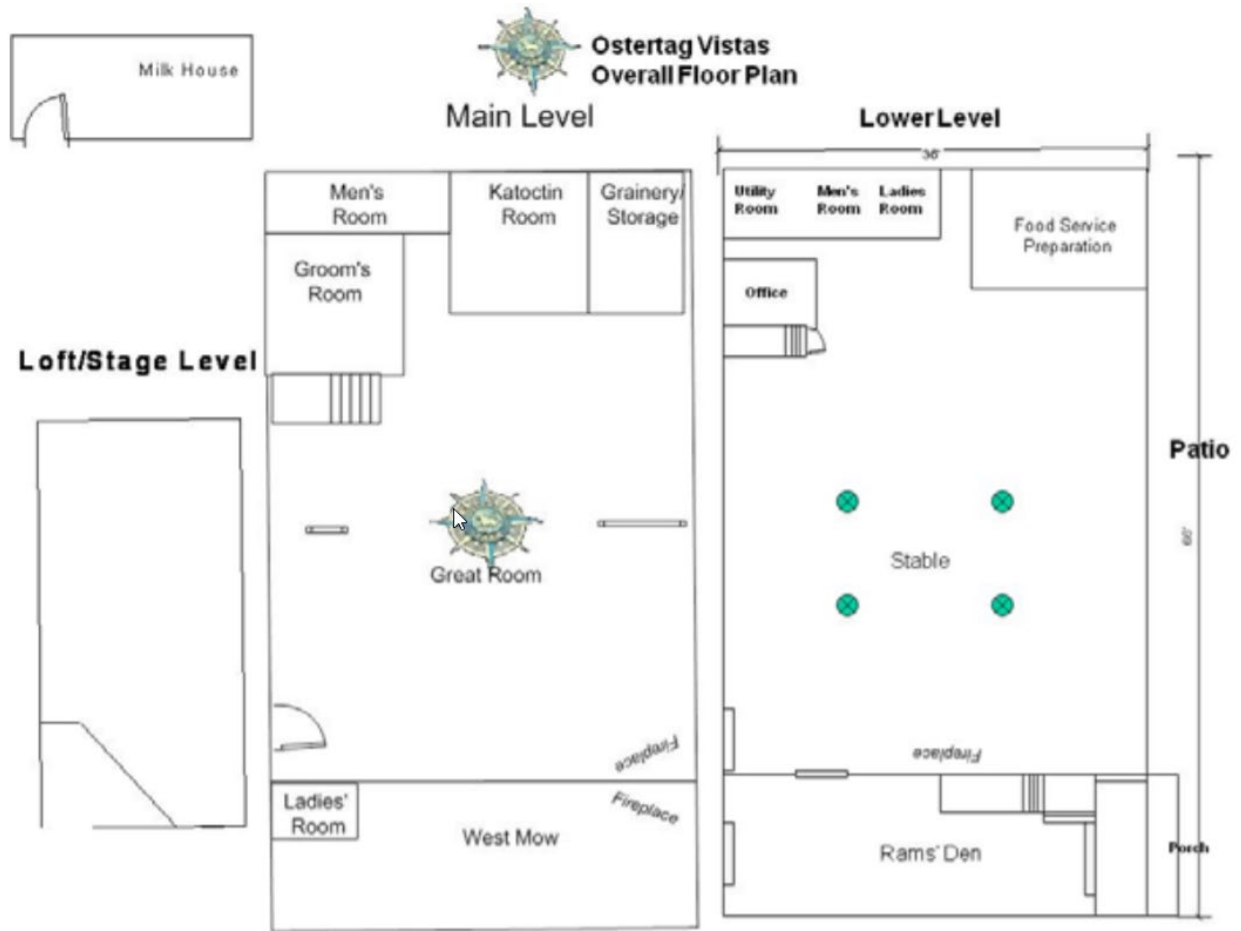 Milk House
Ostertag Vistas
Overall Floor Plan
Main Level
Lower Level
36'
Men's
Room
Katoctin
Room
Grainery/
Storage
Utility
Room
Men's
Room
Ladies
Room
Food Service
Preparation
Groom's
Room
Office
Loft/Stage Level
Patio
66'
Great Room
Stable
Fireplace
Fireplace
Ladies'
Room
Fireplace
West Mow
Rams' Den
Porch